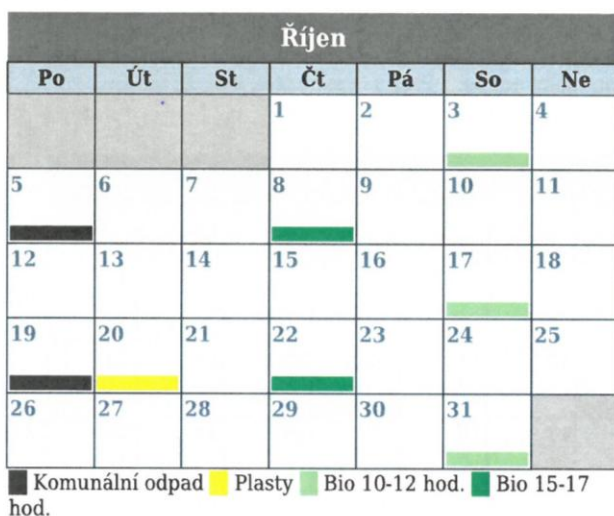 Říjen
Po Út St Čt Pá So Ne
1 2 3 4
5 6 7 8 9 10 11
12 13 14 15 16 17 18
19 20 21 22 23 24 25
26 27 28 29 30 31
Komunální odpad Plasty Bio 10-12 hod. Bio 15-17
hod.